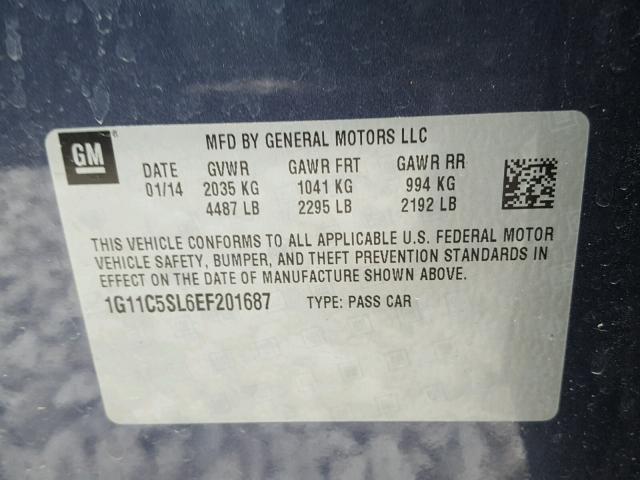 GM ® MFD BY GENERAL MOTORS LLC
DATE GVWR GAWR FRT GAWR RR
01/14 2035 KG 1041 KG 994 KG
4487 LB 2295 LB 2192 LB
THIS VEHICLE CONFORMS TO ALL APPLICABLE U.S. FEDERAL MOTOR
VEHICLE SAFETY, BUMPER, AND THEFT PREVENTION STANDARDS IN
EFFECT ON THE DATE OF MANUFACTURE SHOWN ABOVE.
1G11C5SL6EF201687 TYPE: PASS CAR